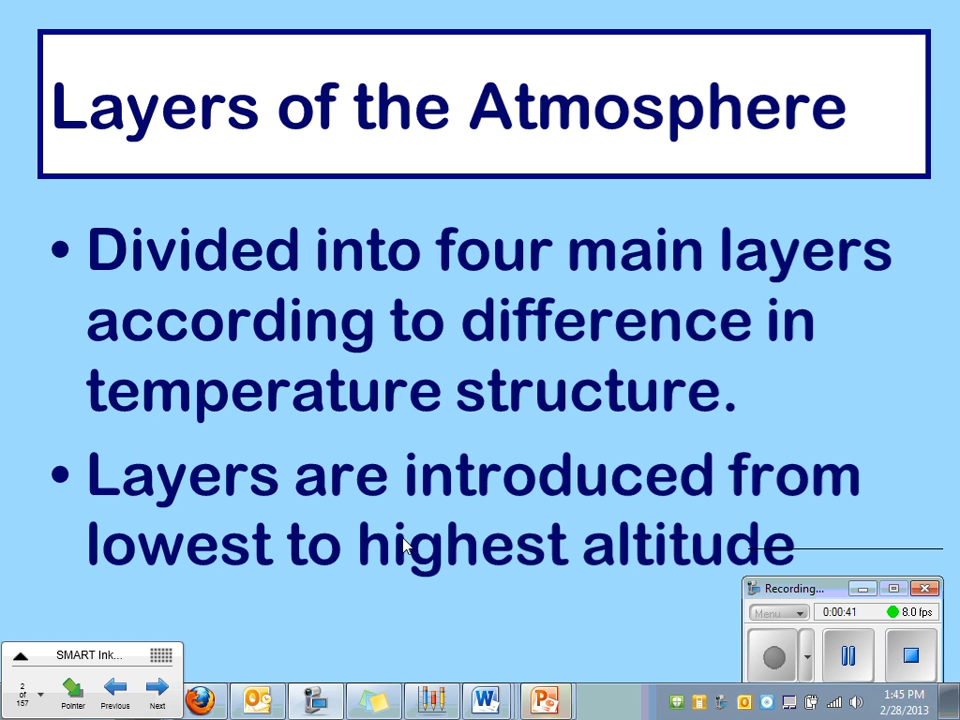 Layers of the Atmosphere
• Divided into four main layers
according to difference in
temperature structure.
• Layers are introduced from
lowest to highest altitude
Recording...
Menu
0:00:41
8.0 fps
SMART Ink...
2
of
157
Pointer
Previous
Next
1:45 PM
2/28/2013